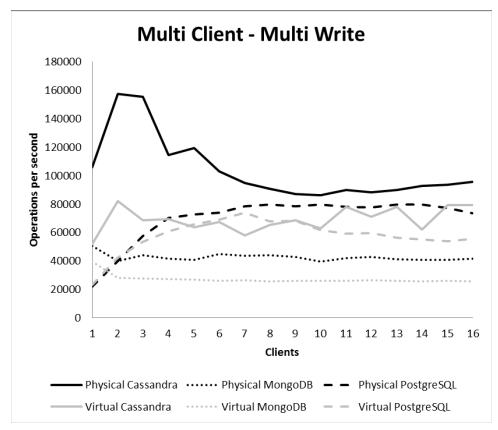 Multi Client - Multi Write
180000
160000
140000
120000
100000
80000
60000
40000
20000
0
Operations per second
1 2 3 4 5 6 7 8 9 10 11 12 13 14 15 16
Clients
Physical Cassandra Physical MongoDB Physical PostgreSQL
Virtual Cassandra Virtual MongoDB Virtual PostgreSQL